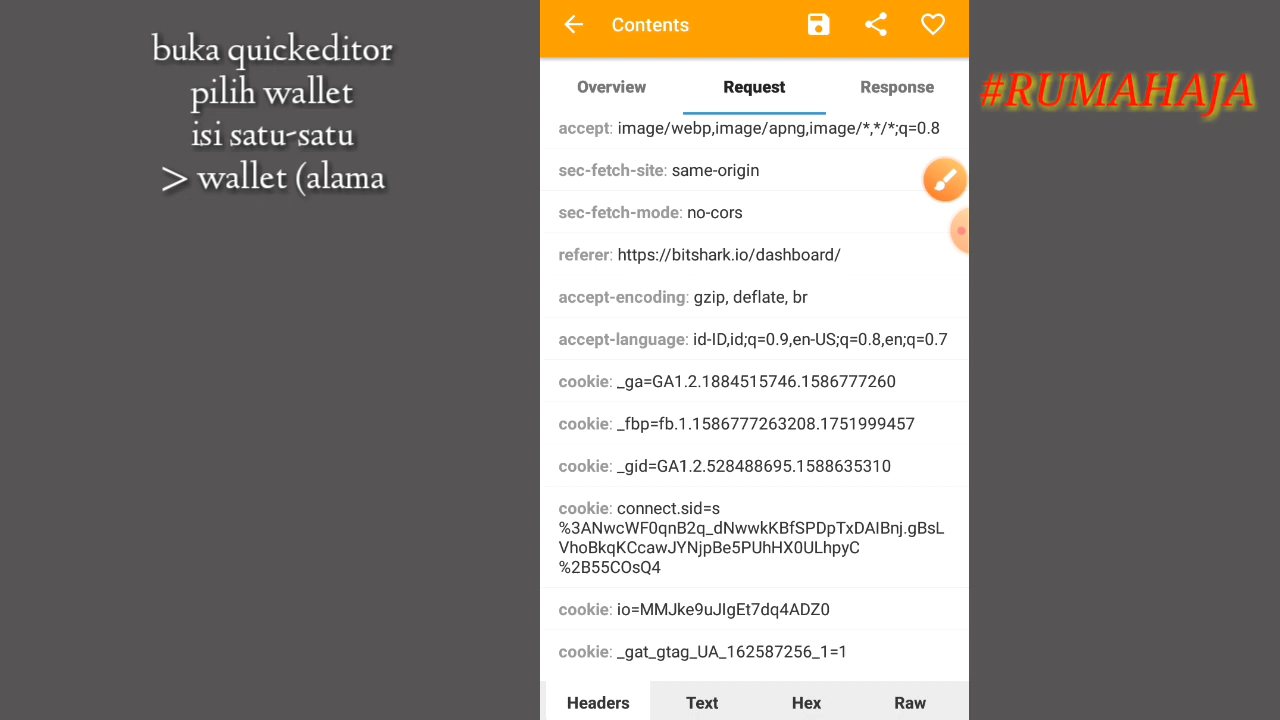 buka quickeditor
pilih wallet
isi satu-satu
> wallet (alama
Contents
Overview
Request
Response
accept: image/webp,image/apng,image/*,*/*;q=0.8
sec-fetch-site: same-origin
sec-fetch-mode: no-cors
referer: https://bitshark.io/dashboard/
accept-encoding: gzip, deflate, br
accept-language: id-ID,id;q=0.9,en-US;q=0.8,en;q=0.7
cookie: _ga=GA1.2.1884515746.1586777260
cookie: _fbp=fb.1.1586777263208.1751999457
cookie: _gid=GA1.2.528488695.1588635310
cookie: connect.sid=s
%3ANwcWF0qnB2q_dNwwkKBfSPDpTxDAIBnj.gBsL
VhoBkqKCcawJYNjpBe5PUhHX0ULhpyC
%2B55COsQ4
cookie: io=MMJke9uJIgEt7dq4ADZ0
cookie: _gat_gtag_UA_162587256_1=1
Headers
Text
Hex
Raw
#RUMAHAJA